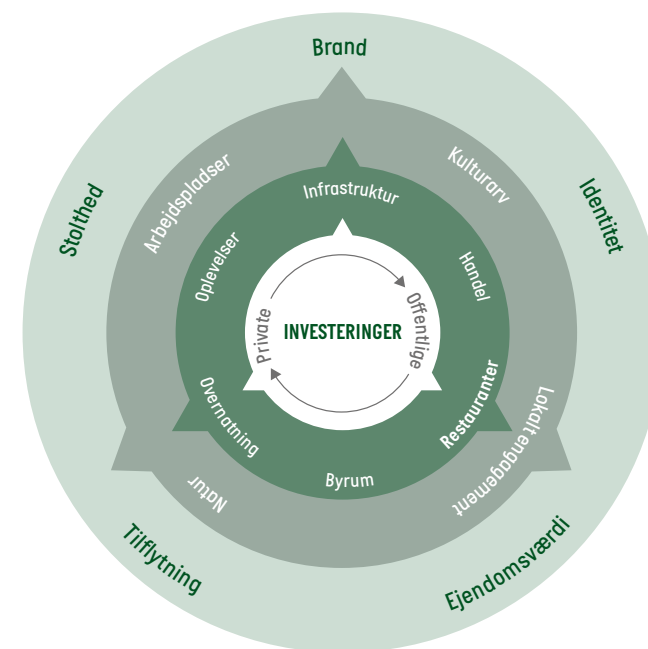 Brand
Identitet
Ejendomsværdi
Tilflytning
Stolthed
Arbejdspladser
Kulturarv
Lokalt engagement
Natur
Infrastruktur
Handel
Restauranter
Byrum
Overnatning
Oplevelser
Private
INVESTERINGER
Offentlige